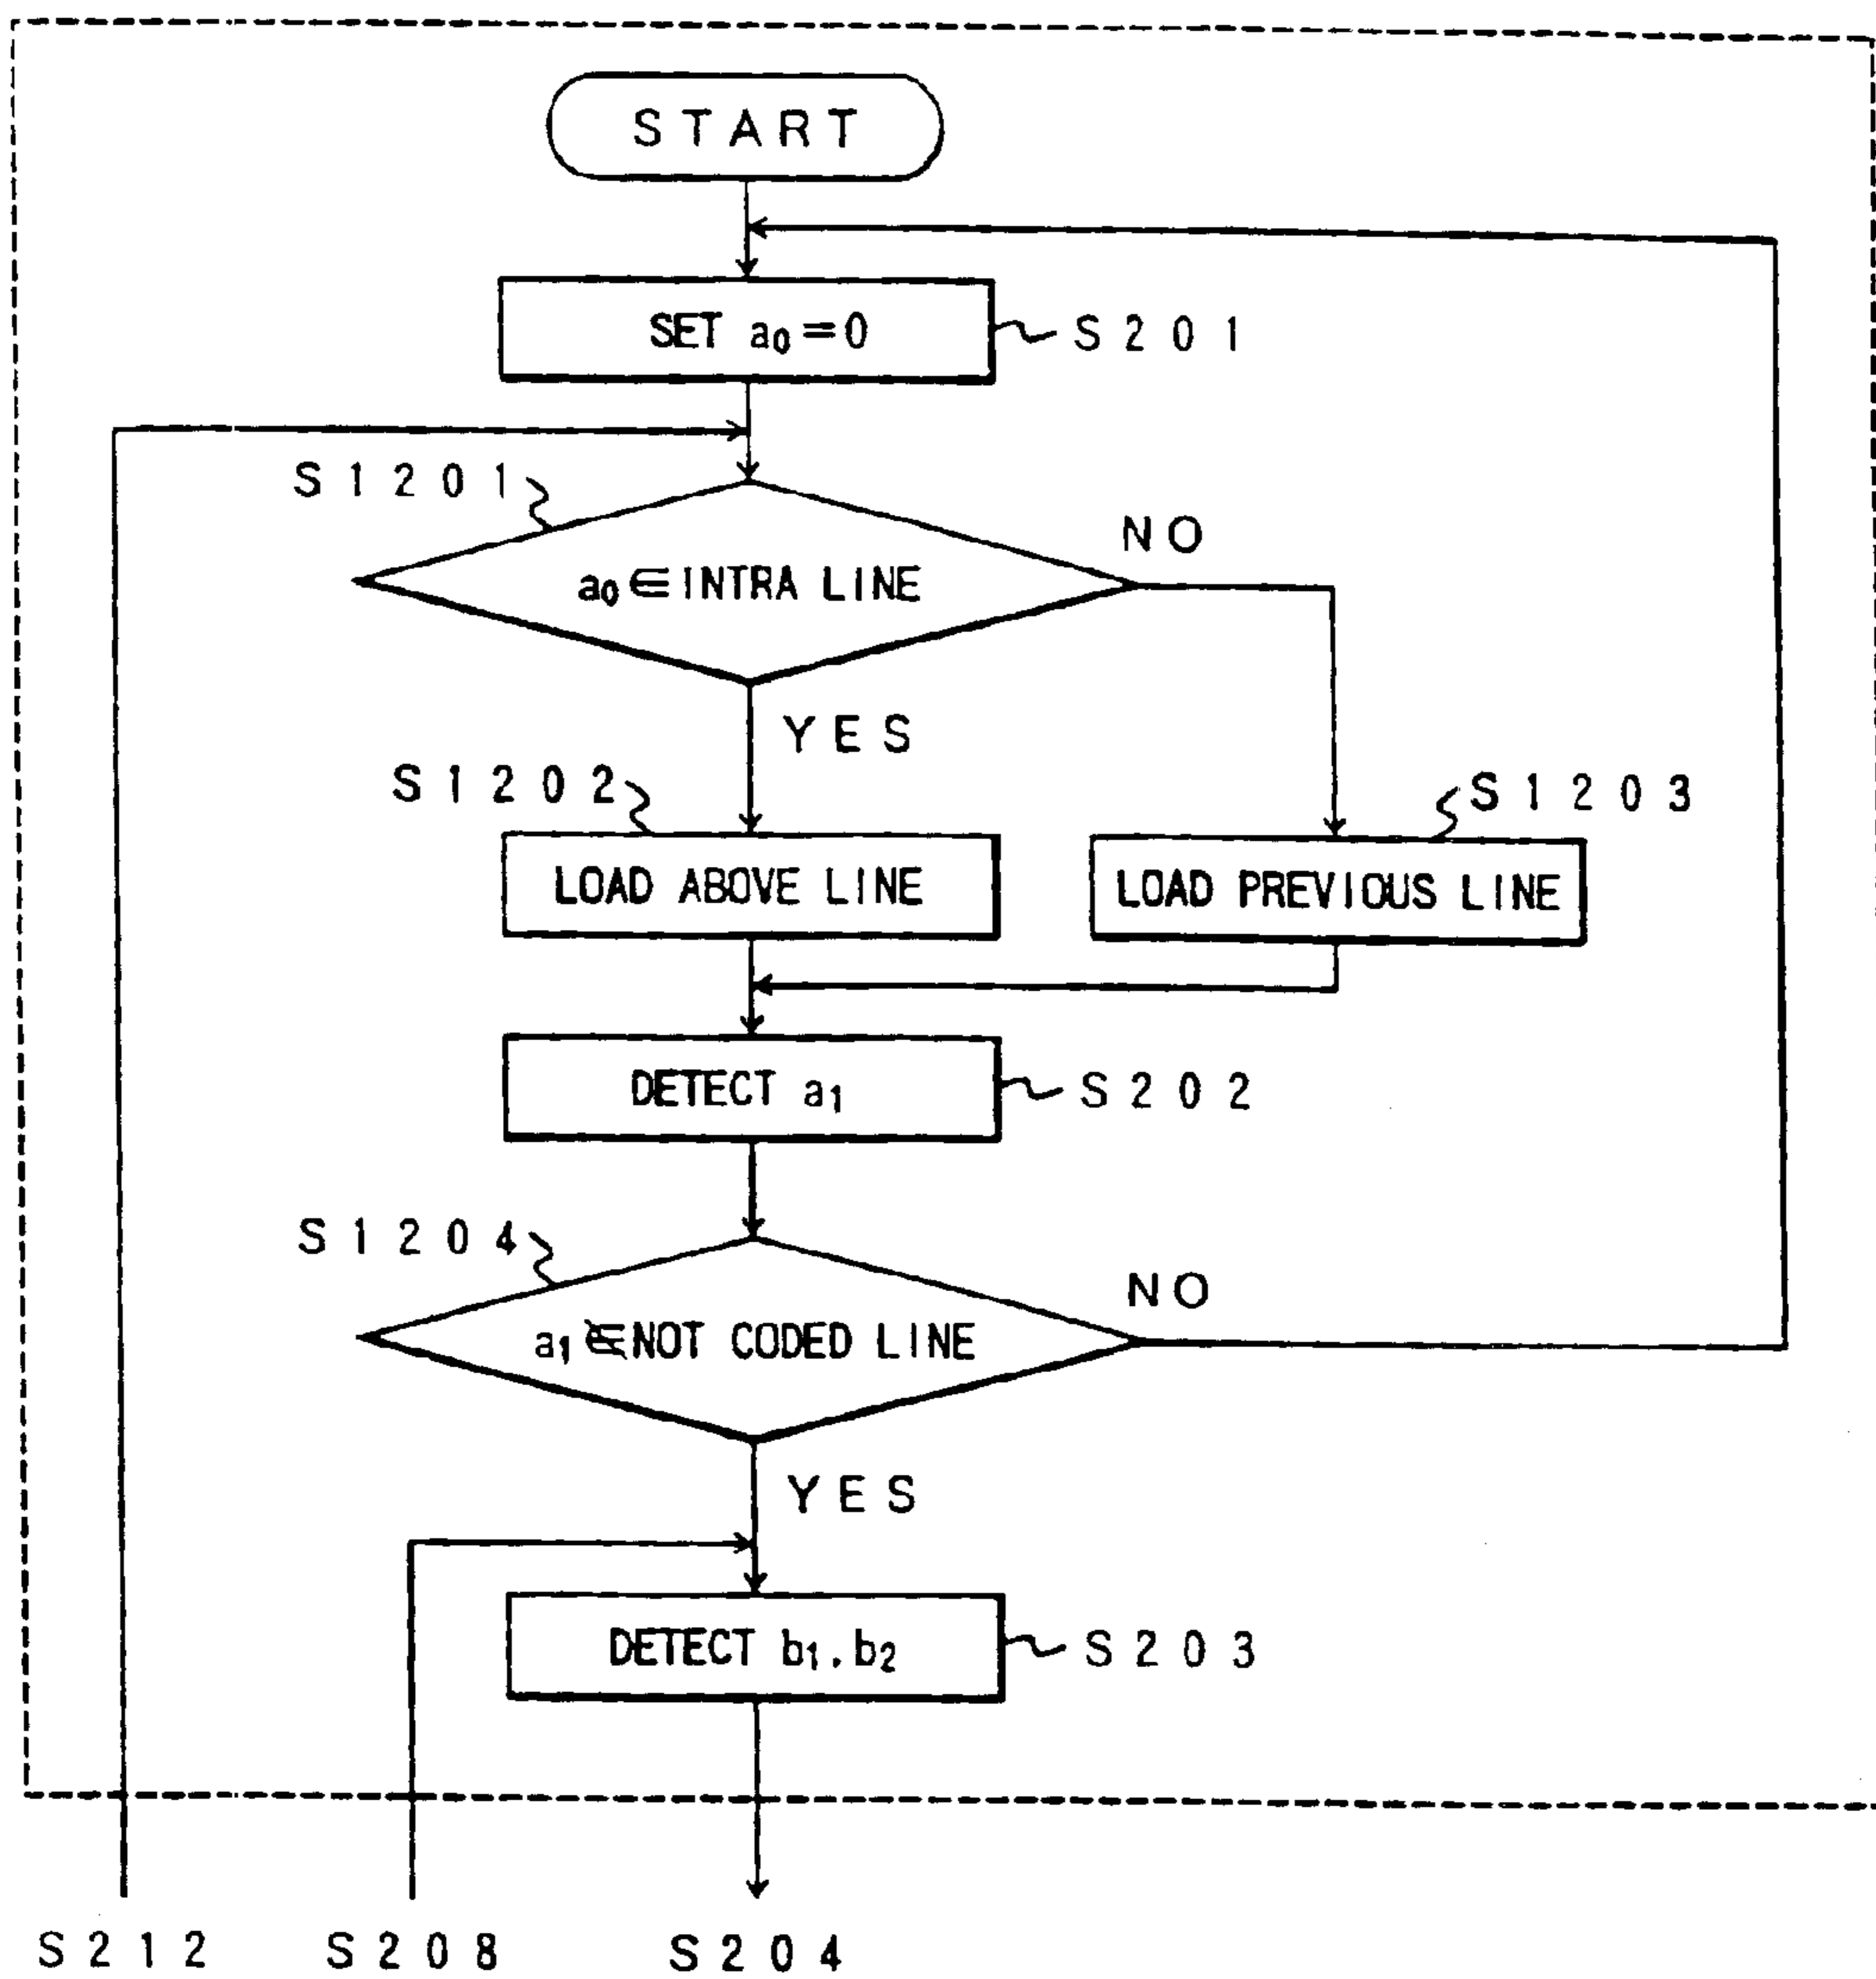 START
SET a₀=0
S201
S1201
NO
a₀∈INTRA LINE
YES
S1202
S1203
LOAD ABOVE LINE
LOAD PREVIOUS LINE
DETECT a₁
S202
S1204
NO
a₁∉NOT CODED LINE
YES
DETECT b₁,b₂
S203
S212
S208
S204